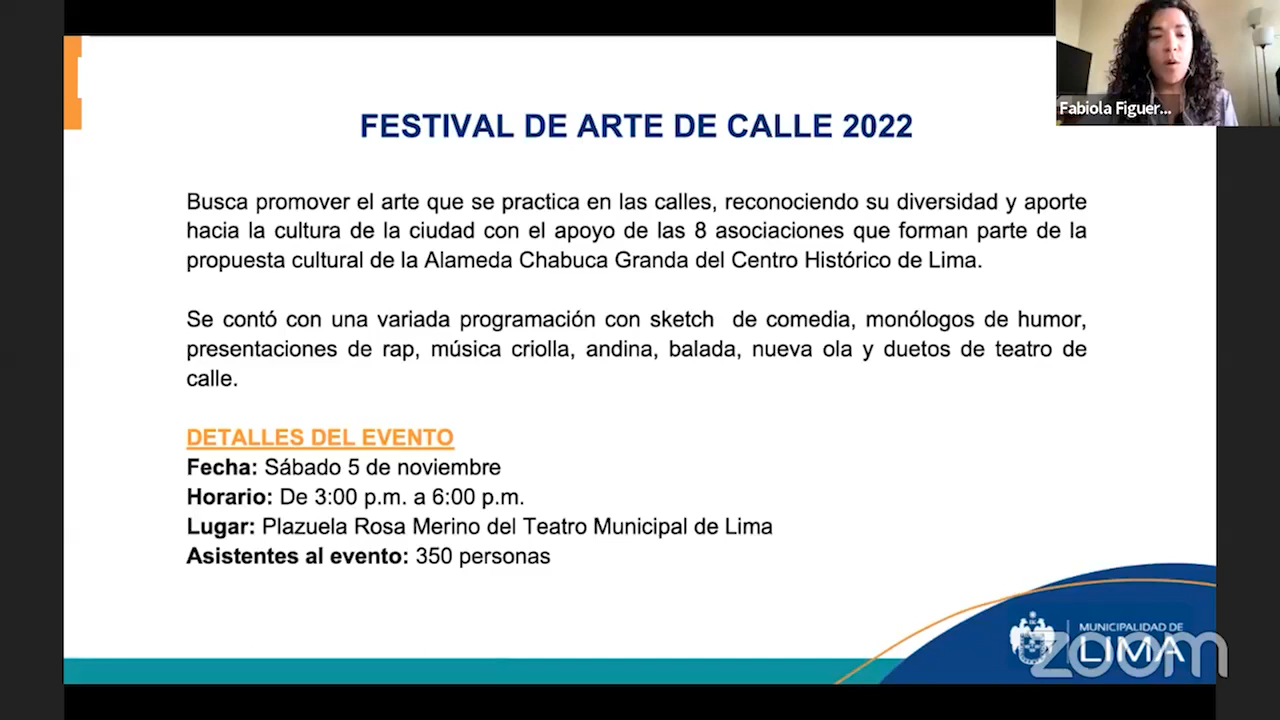 Fabiola Figuer...
FESTIVAL DE ARTE DE CALLE 2022
Busca promover el arte que se practica en las calles, reconociendo su diversidad y aporte
hacia la cultura de la ciudad con el apoyo de las 8 asociaciones que forman parte de la
propuesta cultural de la Alameda Chabuca Granda del Centro Histórico de Lima.
Se contó con una variada programación con sketch  de comedia, monólogos de humor,
presentaciones de rap, música criolla, andina, balada, nueva ola y duetos de teatro de
calle.
DETALLES DEL EVENTO
Fecha: Sábado 5 de noviembre
Horario: De 3:00 p.m. a 6:00 p.m.
Lugar: Plazuela Rosa Merino del Teatro Municipal de Lima
Asistentes al evento: 350 personas
MUNICIPALIDAD DE
LIMA
zoom